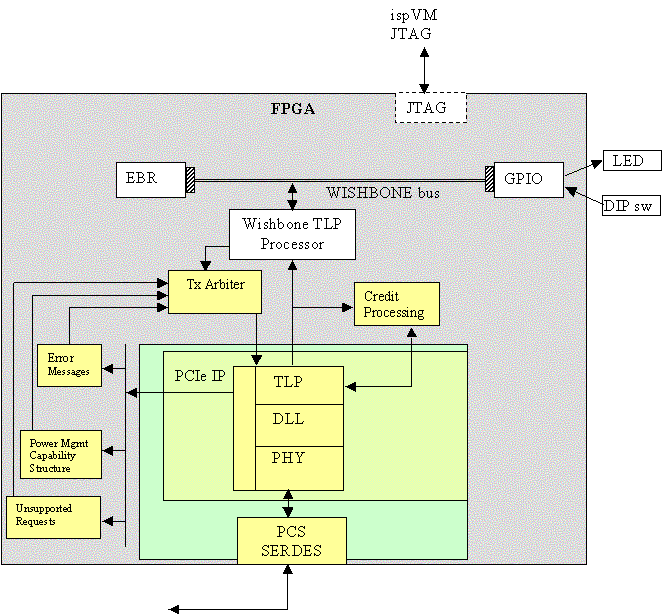 ispVM
JTAG
FPGA
JTAG
EBR
GPIO
LED
WISHBONE bus
DIP sw
Wishbone TLP
Processor
Tx Arbiter
Credit
Processing
Error
Messages
PCIe IP
TLP
DLL
Power Mgmt
Capability
Structure
PHY
Unsupported
Requests
PCS
SERDES